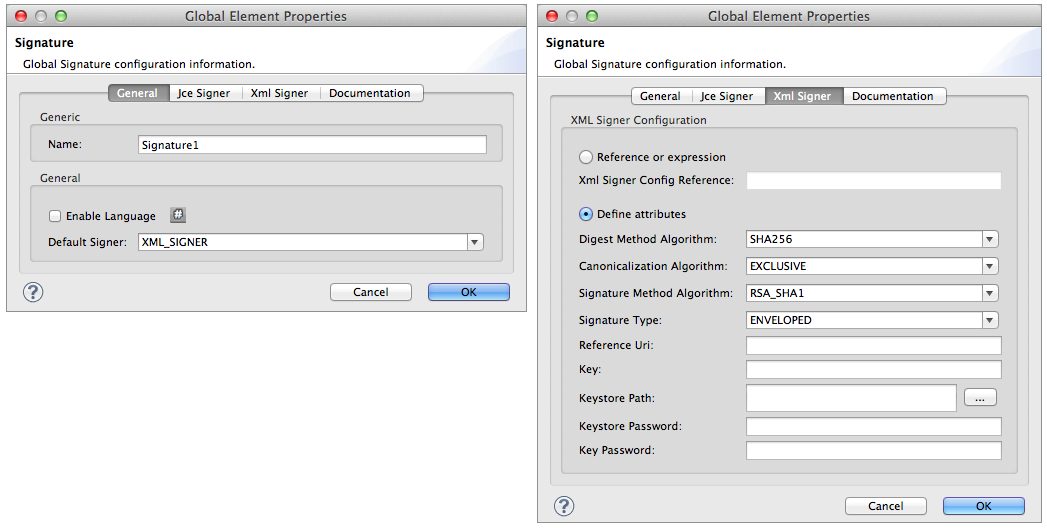 Global Element Properties
Signature
Global Signature configuration information.
General Jce Signer Xml Signer Documentation
Generic
Name: Signature1
General
Enable Language #
Default Signer: XML_SIGNER
? Cancel OK
Global Element Properties
Signature
Global Signature configuration information.
General Jce Signer Xml Signer Documentation
XML Signer Configuration
Reference or expression
Xml Signer Config Reference:
Define attributes
Digest Method Algorithm: SHA256
Canonicalization Algorithm: EXCLUSIVE
Signature Method Algorithm: RSA_SHA1
Signature Type: ENVELOPED
Reference Uri:
Key:
Keystore Path: ...
Keystore Password:
Key Password:
? Cancel OK